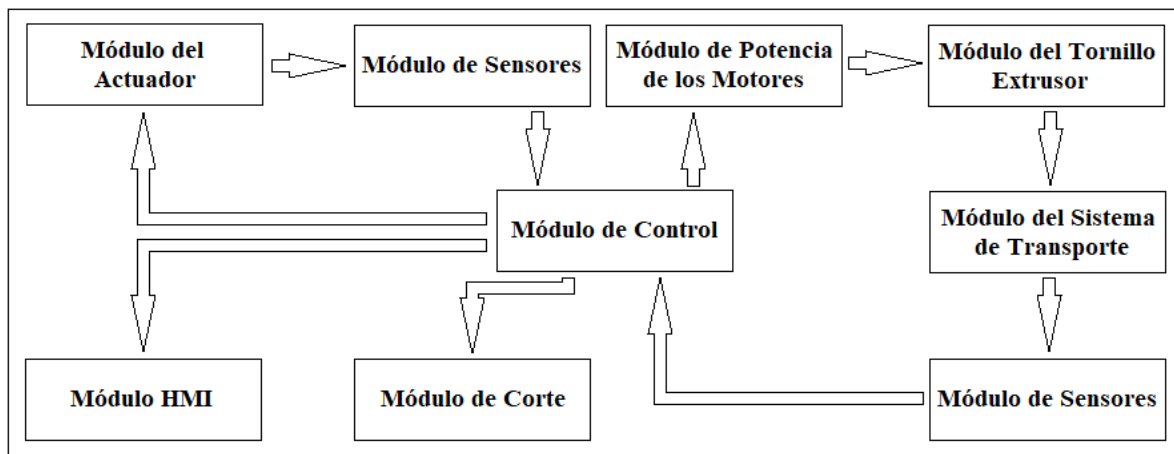 Módulo del
Actuador
Módulo de Sensores
Módulo de Potencia
de los Motores
Módulo del Tornillo
Extrusor
Módulo de Control
Módulo del Sistema
de Transporte
Módulo HMI
Módulo de Corte
Módulo de Sensores